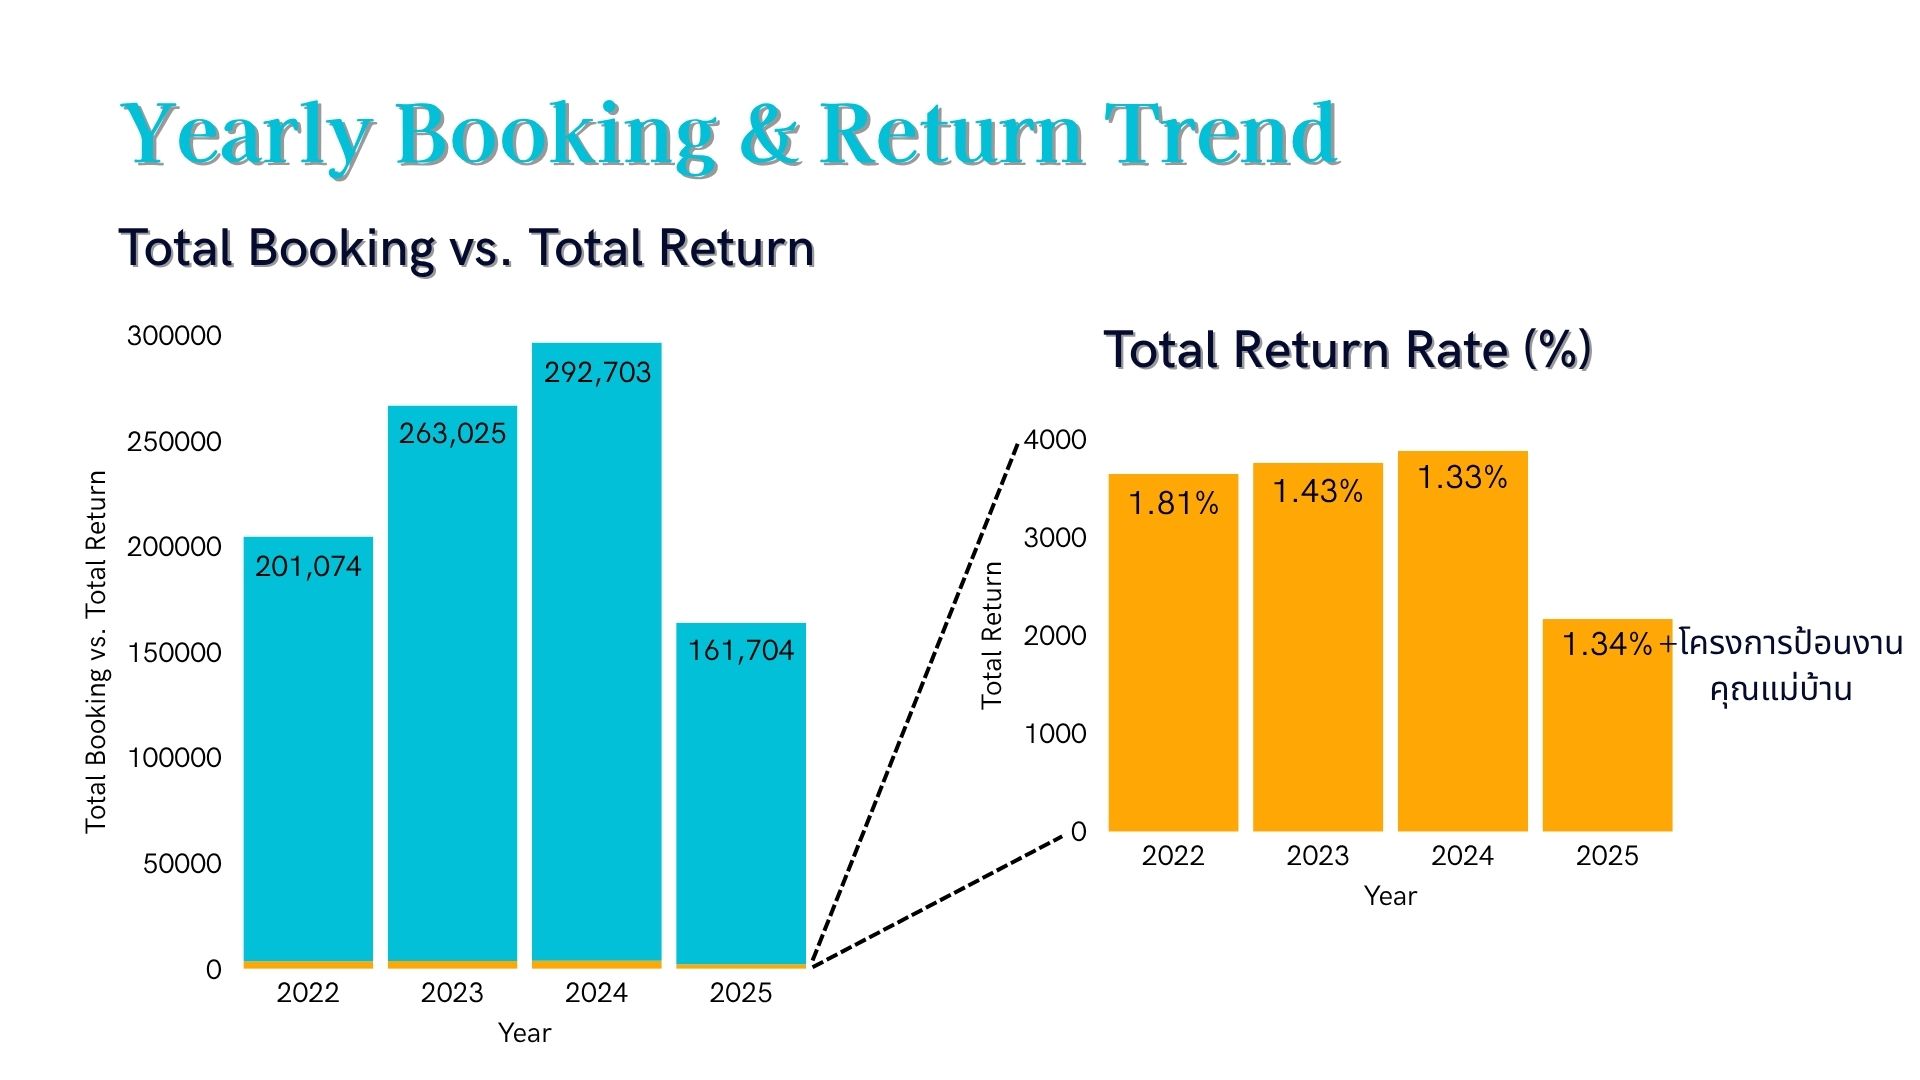 Yearly Booking & Return Trend
Total Booking vs. Total Return
Total Booking vs. Total Return
300000
250000
200000
150000
100000
50000
0
201,074
263,025
292,703
161,704
2022 2023 2024 2025
Year
Total Return Rate (%)
Total Return
4000
3000
2000
1000
0
1.81%
1.43%
1.33%
1.34% +โครงการป้อนงาน
คุณแม่บ้าน
2022 2023 2024 2025
Year